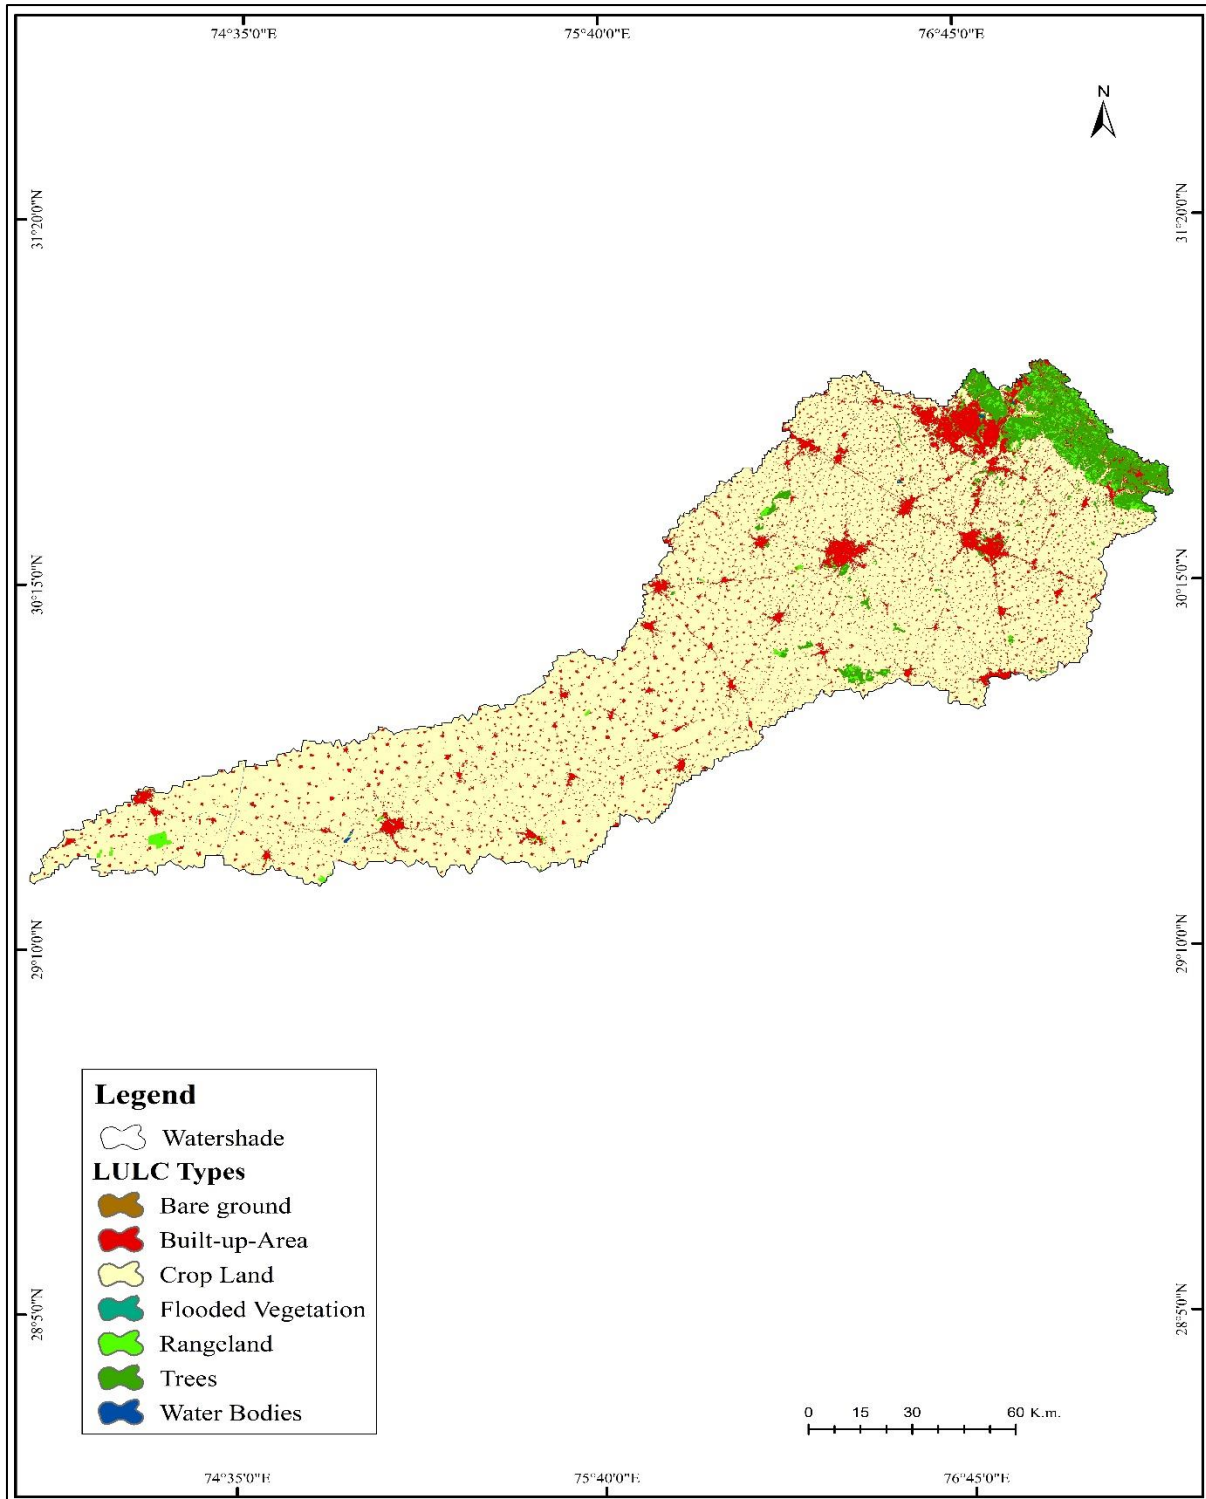 74°35'0"E 75°40'0"E 76°45'0"E
N
31°20'0"N 31°20'0"N
30°15'0"N 30°15'0"N
29°10'0"N 29°10'0"N
Legend
Watershade
LULC Types
Bare ground
Built-up-Area
Crop Land
Flooded Vegetation
Rangeland
Trees
Water Bodies
28°5'0"N 28°5'0"N
0 15 30 60 K.m.
74°35'0"E 75°40'0"E 76°45'0"E